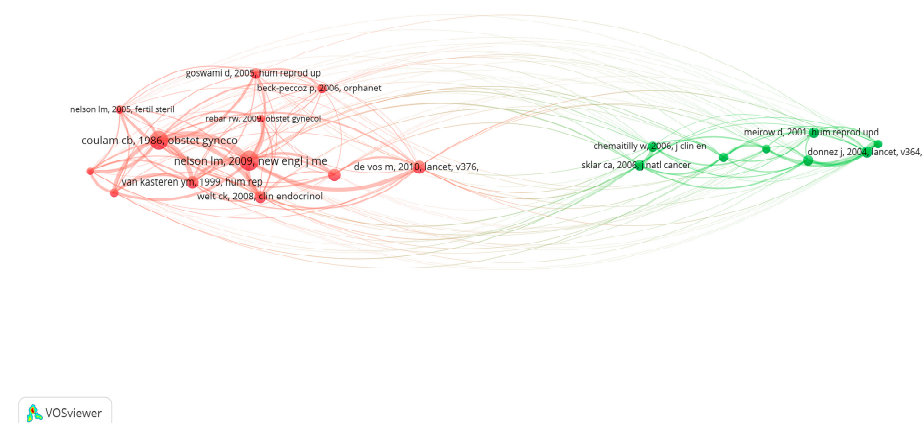 goswami d, 2005, hum reprod up
beck-peccoz p, 2006, orphanet
nelson lm, 2005, fertil steril
rebar rw. 2009, obstet gynecol
coulam cb, 1986, obstet gyneco
nelson lm, 2009, new engl j me
de vos m, 2010, lancet, v376,
van kasteren ym, 1999, hum rep
welt ck, 2008, clin endocrinol
meirow d, 2001, hum reprod upd
chemaitilly w, 2006, j clin en
donnez j, 2004, lancet, v364,
sklar ca, 2006, j natl cancer
VOSviewer